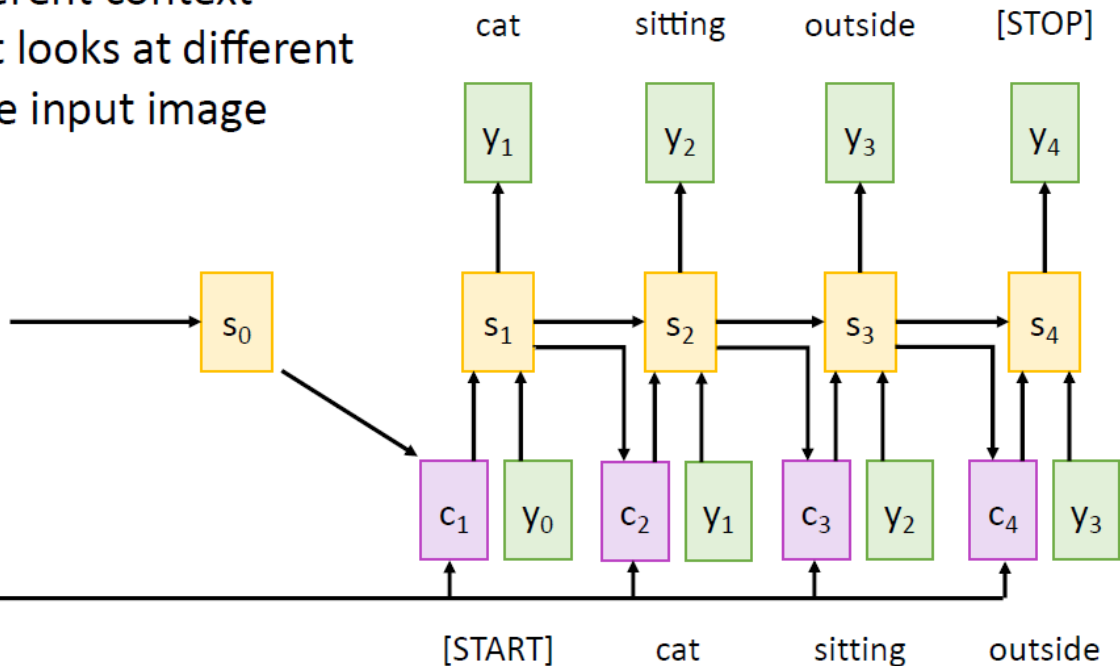 cat sitting outside [STOP]
looks at different
e input image
y₁ y₂ y₃ y₄
s₀ s₁ s₂ s₃ s₄
c₁ y₀ c₂ y₁ c₃ y₂ c₄ y₃
[START] cat sitting outside